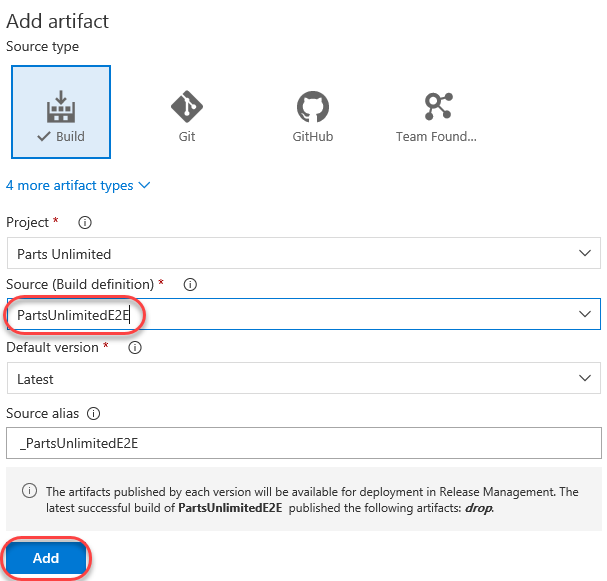 Add artifact
Source type
Build
Git
GitHub
Team Found...
4 more artifact types
Project *
Parts Unlimited
Source (Build definition) *
PartsUnlimitedE2E
Default version *
Latest
Source alias
_PartsUnlimitedE2E
The artifacts published by each version will be available for deployment in Release Management. The
latest successful build of PartsUnlimitedE2E published the following artifacts: drop.
Add